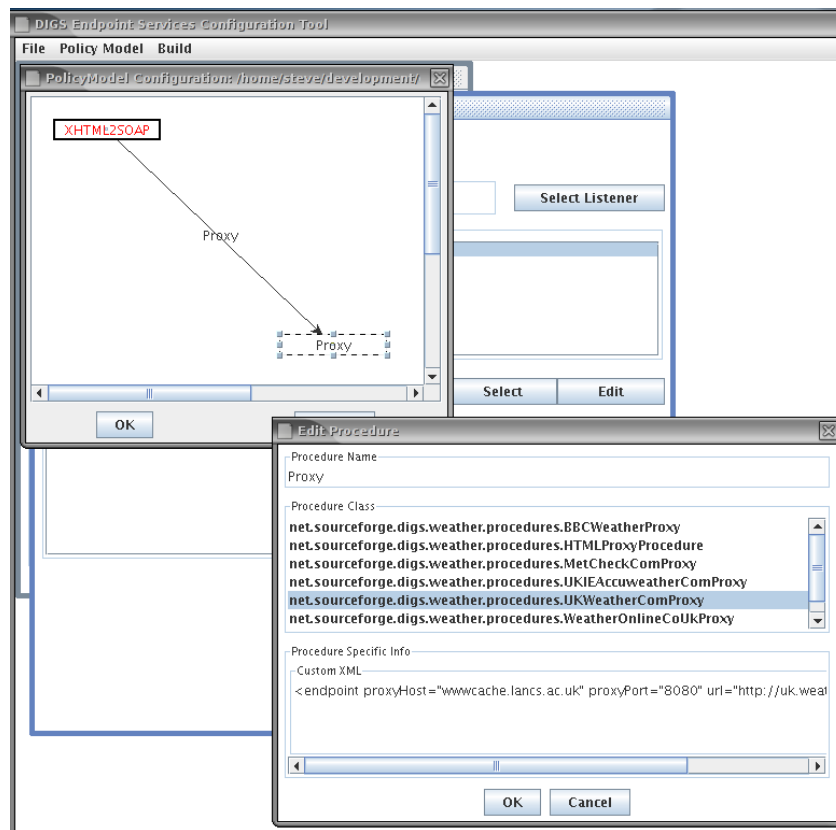 DIGS Endpoint Services Configuration Tool
File Policy Model Build
PolicyModel Configuration: /home/steve/development/
XHTML2SOAP
Proxy
Proxy
OK
Select Listener
Select Edit
Edit Procedure
Procedure Name
Proxy
Procedure Class
net.sourceforge.digs.weather.procedures.BBCWeatherProxy
net.sourceforge.digs.weather.procedures.HTMLProxyProcedure
net.sourceforge.digs.weather.procedures.MetCheckComProxy
net.sourceforge.digs.weather.procedures.UKIEAccuweatherComProxy
net.sourceforge.digs.weather.procedures.UKWeatherComProxy
net.sourceforge.digs.weather.procedures.WeatherOnlineCoUkProxy
Procedure Specific Info
Custom XML
<endpoint proxyHost="wwwcache.lancs.ac.uk" proxyPort="8080" url="http://uk.weat
OK Cancel